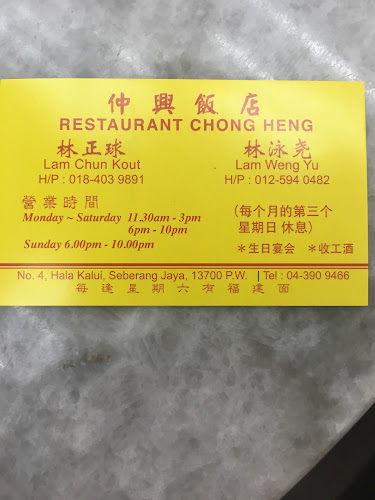 仲興飯店
RESTAURANT CHONG HENG
林正球 林泳尧
Lam Chun Kout Lam Weng Yu
H/P : 018-403 9891 H/P : 012-594 0482
營業時間
Monday ~ Saturday 11.30am - 3pm
6pm - 10pm
Sunday 6.00pm - 10.00pm
(每个月的第三个
星期日 休息)
*生日宴会 *收工酒
No. 4, Hala Kalui, Seberang Jaya, 13700 P.W. | Tel : 04-390 9466
每逢星期六有福建面